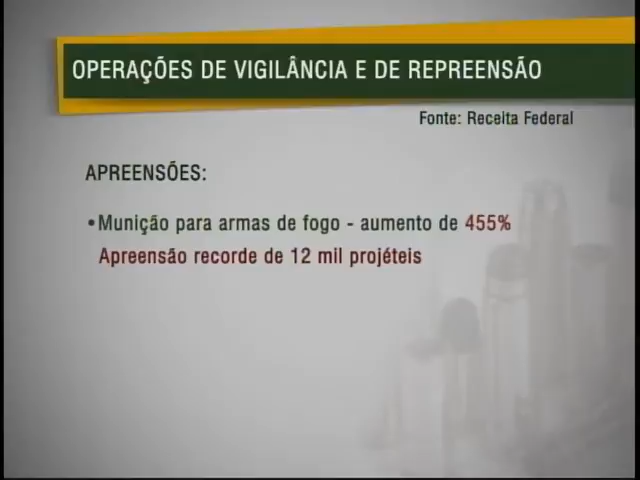 OPERAÇÕES DE VIGILÂNCIA E DE REPREENSÃO
Fonte: Receita Federal
APREENSÕES:
•Munição para armas de fogo - aumento de 455%
Apreensão recorde de 12 mil projéteis